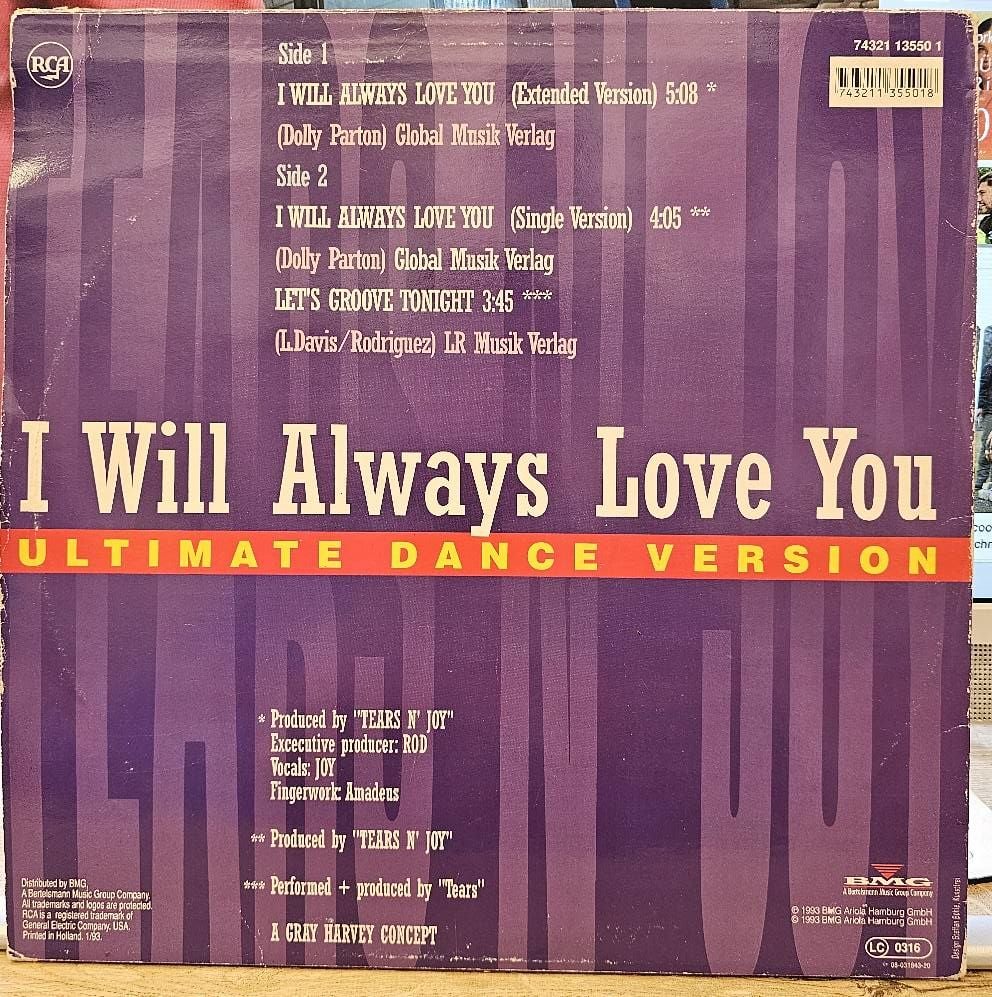 RCA
74321 13550 1
743211 355018
Side 1
I WILL ALWAYS LOVE YOU (Extended Version) 5:08 *
(Dolly Parton) Global Musik Verlag
Side 2
I WILL ALWAYS LOVE YOU (Single Version) 4:05 **
(Dolly Parton) Global Musik Verlag
LET'S GROOVE TONIGHT 3:45 ***
(L.Davis/Rodriguez) LR Musik Verlag
I Will Always Love You
ULTIMATE DANCE VERSION
TEARS N' JOY
* Produced by "TEARS N' JOY"
Excecutive producer: ROD
Vocals: JOY
Fingerwork: Amadeus
** Produced by "TEARS N' JOY"
*** Performed + produced by "Tears"
A GRAY HARVEY CONCEPT
Distributed by BMG,
A Bertelsmann Music Group Company.
All trademarks and logos are protected.
RCA is a registered trademark of
General Electric Company. USA.
Printed in Holland. 1/93.
BMG
A Bertelsmann Music Group Company
℗ 1993 BMG Ariola Hamburg GmbH
© 1993 BMG Ariola Hamburg GmbH
LC 0316
08-031843-20